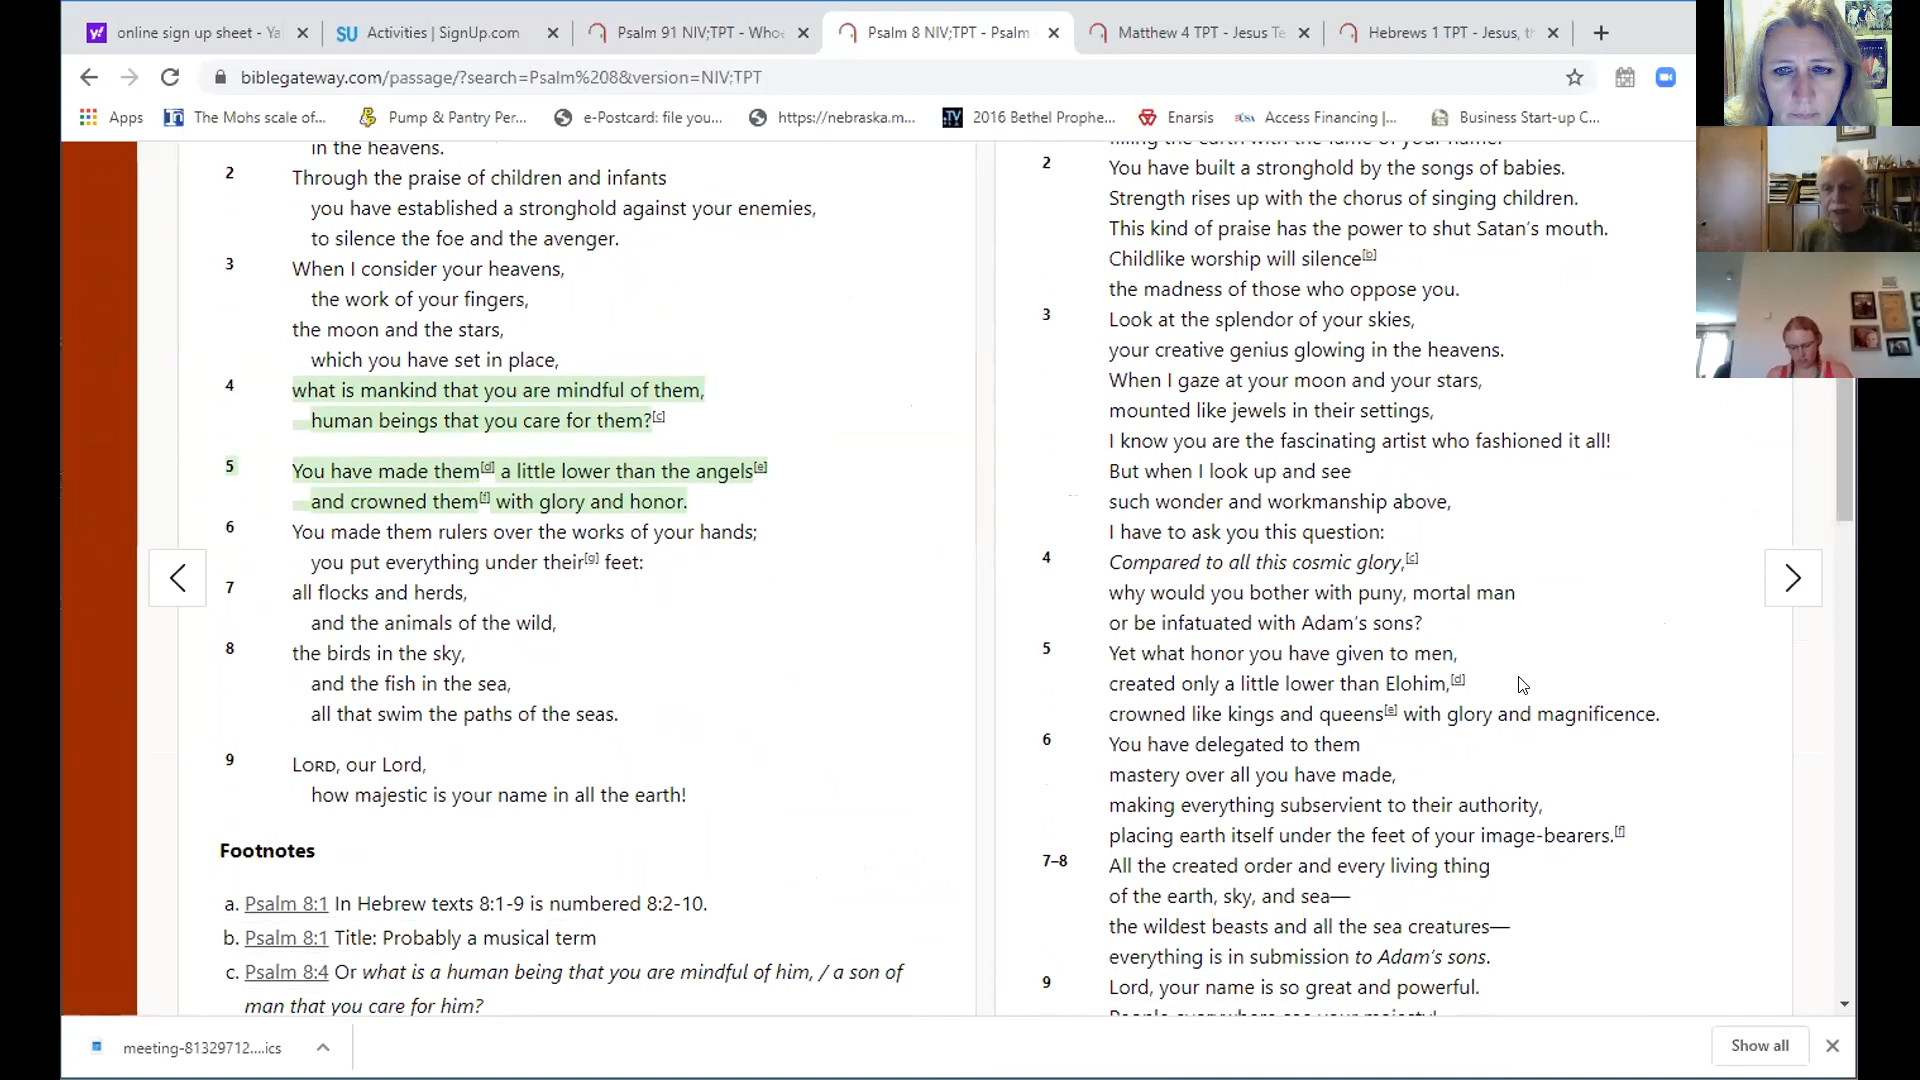 online sign up sheet - Ya
Activities | SignUp.com
Psalm 91 NIV;TPT - Whoe
Psalm 8 NIV;TPT - Psalm
Matthew 4 TPT - Jesus Te
Hebrews 1 TPT - Jesus, th
biblegateway.com/passage/?search=Psalm%208&version=NIV;TPT
Apps
The Mohs scale of...
Pump & Pantry Per...
e-Postcard: file you...
https://nebraska.m...
2016 Bethel Prophe...
Enarsis
Access Financing |...
Business Start-up C...
in the heavens.
2 Through the praise of children and infants
you have established a stronghold against your enemies,
to silence the foe and the avenger.
3 When I consider your heavens,
the work of your fingers,
the moon and the stars,
which you have set in place,
4 what is mankind that you are mindful of them,
human beings that you care for them?[c]
5 You have made them[d] a little lower than the angels[e]
and crowned them[f] with glory and honor.
6 You made them rulers over the works of your hands;
you put everything under their[g] feet:
7 all flocks and herds,
and the animals of the wild,
8 the birds in the sky,
and the fish in the sea,
all that swim the paths of the seas.
9 LORD, our Lord,
how majestic is your name in all the earth!
Footnotes
a. Psalm 8:1 In Hebrew texts 8:1-9 is numbered 8:2-10.
b. Psalm 8:1 Title: Probably a musical term
c. Psalm 8:4 Or what is a human being that you are mindful of him, / a son of
man that you care for him?
filling the earth with the fame of your name!
2 You have built a stronghold by the songs of babies.
Strength rises up with the chorus of singing children.
This kind of praise has the power to shut Satan's mouth.
Childlike worship will silence[b]
the madness of those who oppose you.
3 Look at the splendor of your skies,
your creative genius glowing in the heavens.
When I gaze at your moon and your stars,
mounted like jewels in their settings,
I know you are the fascinating artist who fashioned it all!
But when I look up and see
such wonder and workmanship above,
I have to ask you this question:
4 Compared to all this cosmic glory,[c]
why would you bother with puny, mortal man
or be infatuated with Adam's sons?
5 Yet what honor you have given to men,
created only a little lower than Elohim,[d]
crowned like kings and queens[e] with glory and magnificence.
6 You have delegated to them
mastery over all you have made,
making everything subservient to their authority,
placing earth itself under the feet of your image-bearers.[f]
7–8 All the created order and every living thing
of the earth, sky, and sea—
the wildest beasts and all the sea creatures—
everything is in submission to Adam's sons.
9 Lord, your name is so great and powerful.
People everywhere see your majesty!
meeting-81329712....ics
Show all